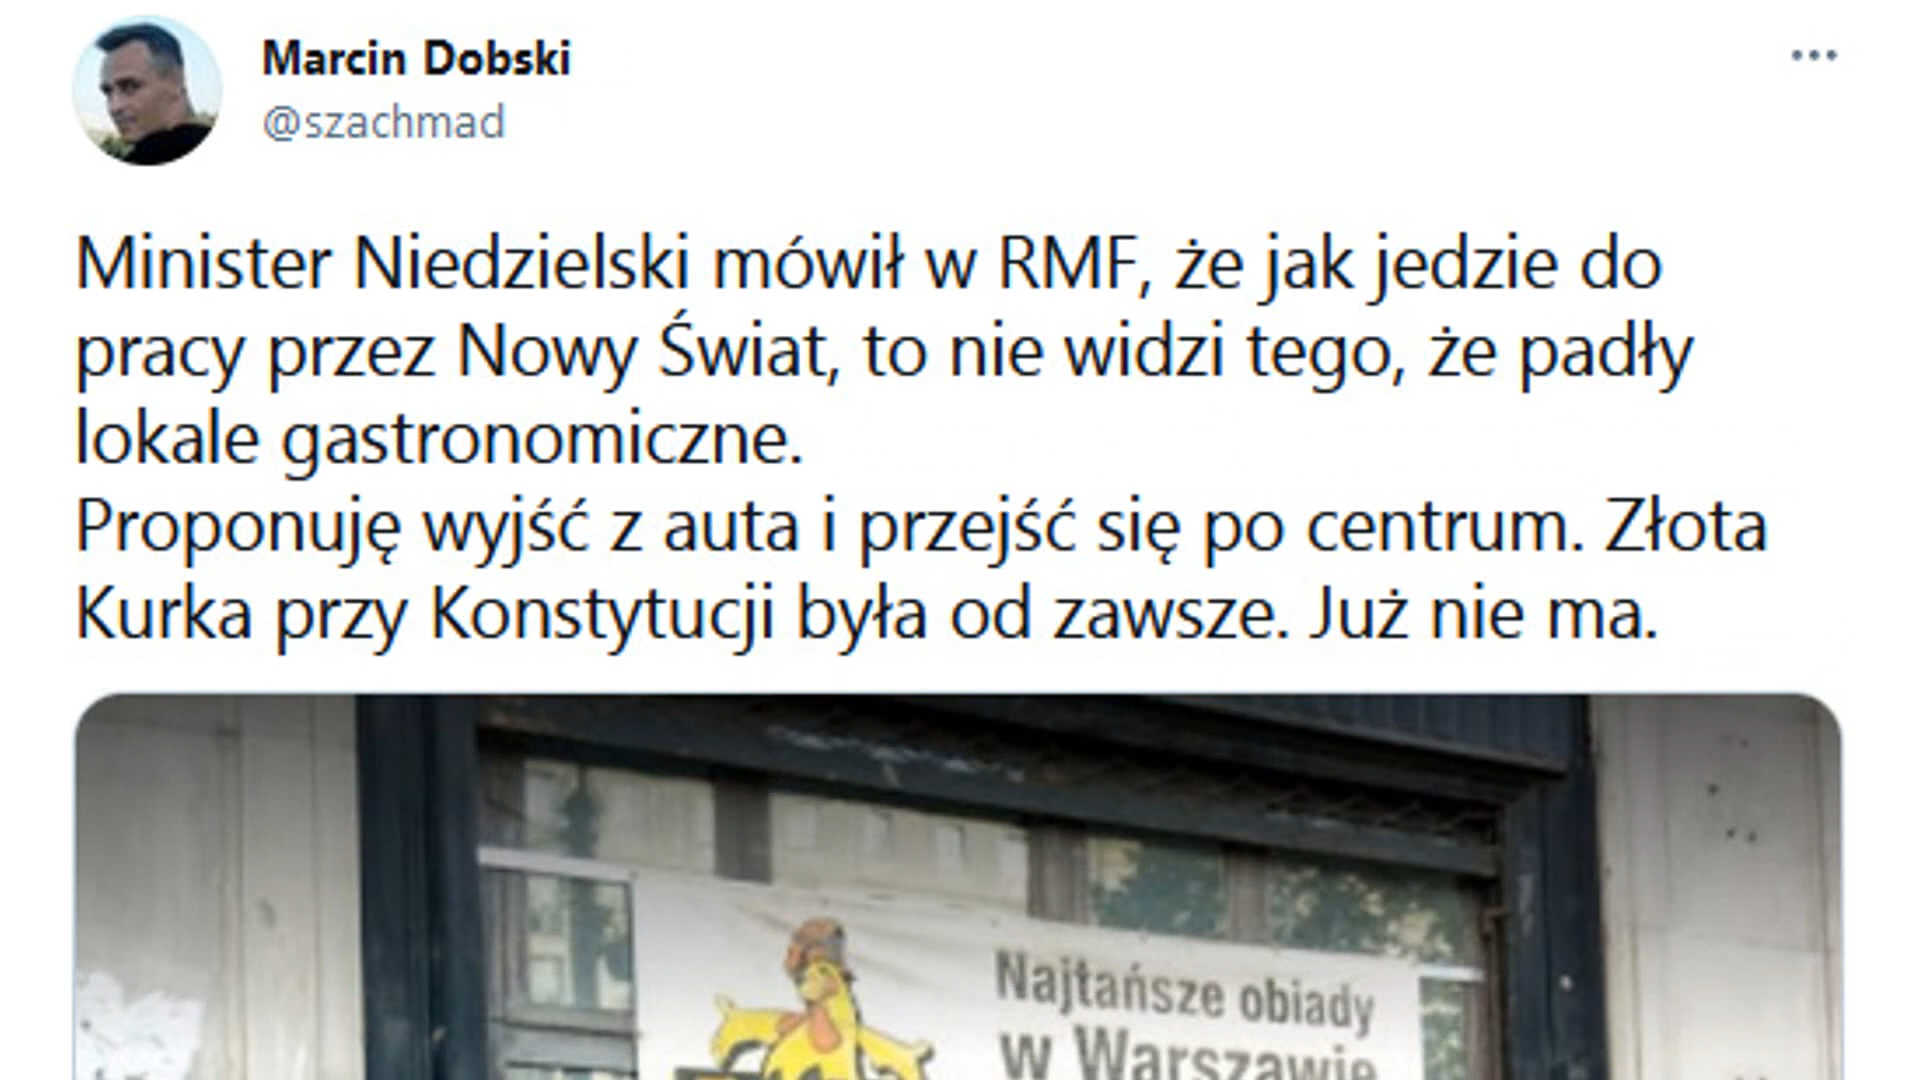 Marcin Dobski
@szachmad
Minister Niedzielski mówił w RMF, że jak jedzie do
pracy przez Nowy Świat, to nie widzi tego, że padły
lokale gastronomiczne.
Proponuję wyjść z auta i przejść się po centrum. Złota
Kurka przy Konstytucji była od zawsze. Już nie ma.
Najtańsze obiady
w Warszawie